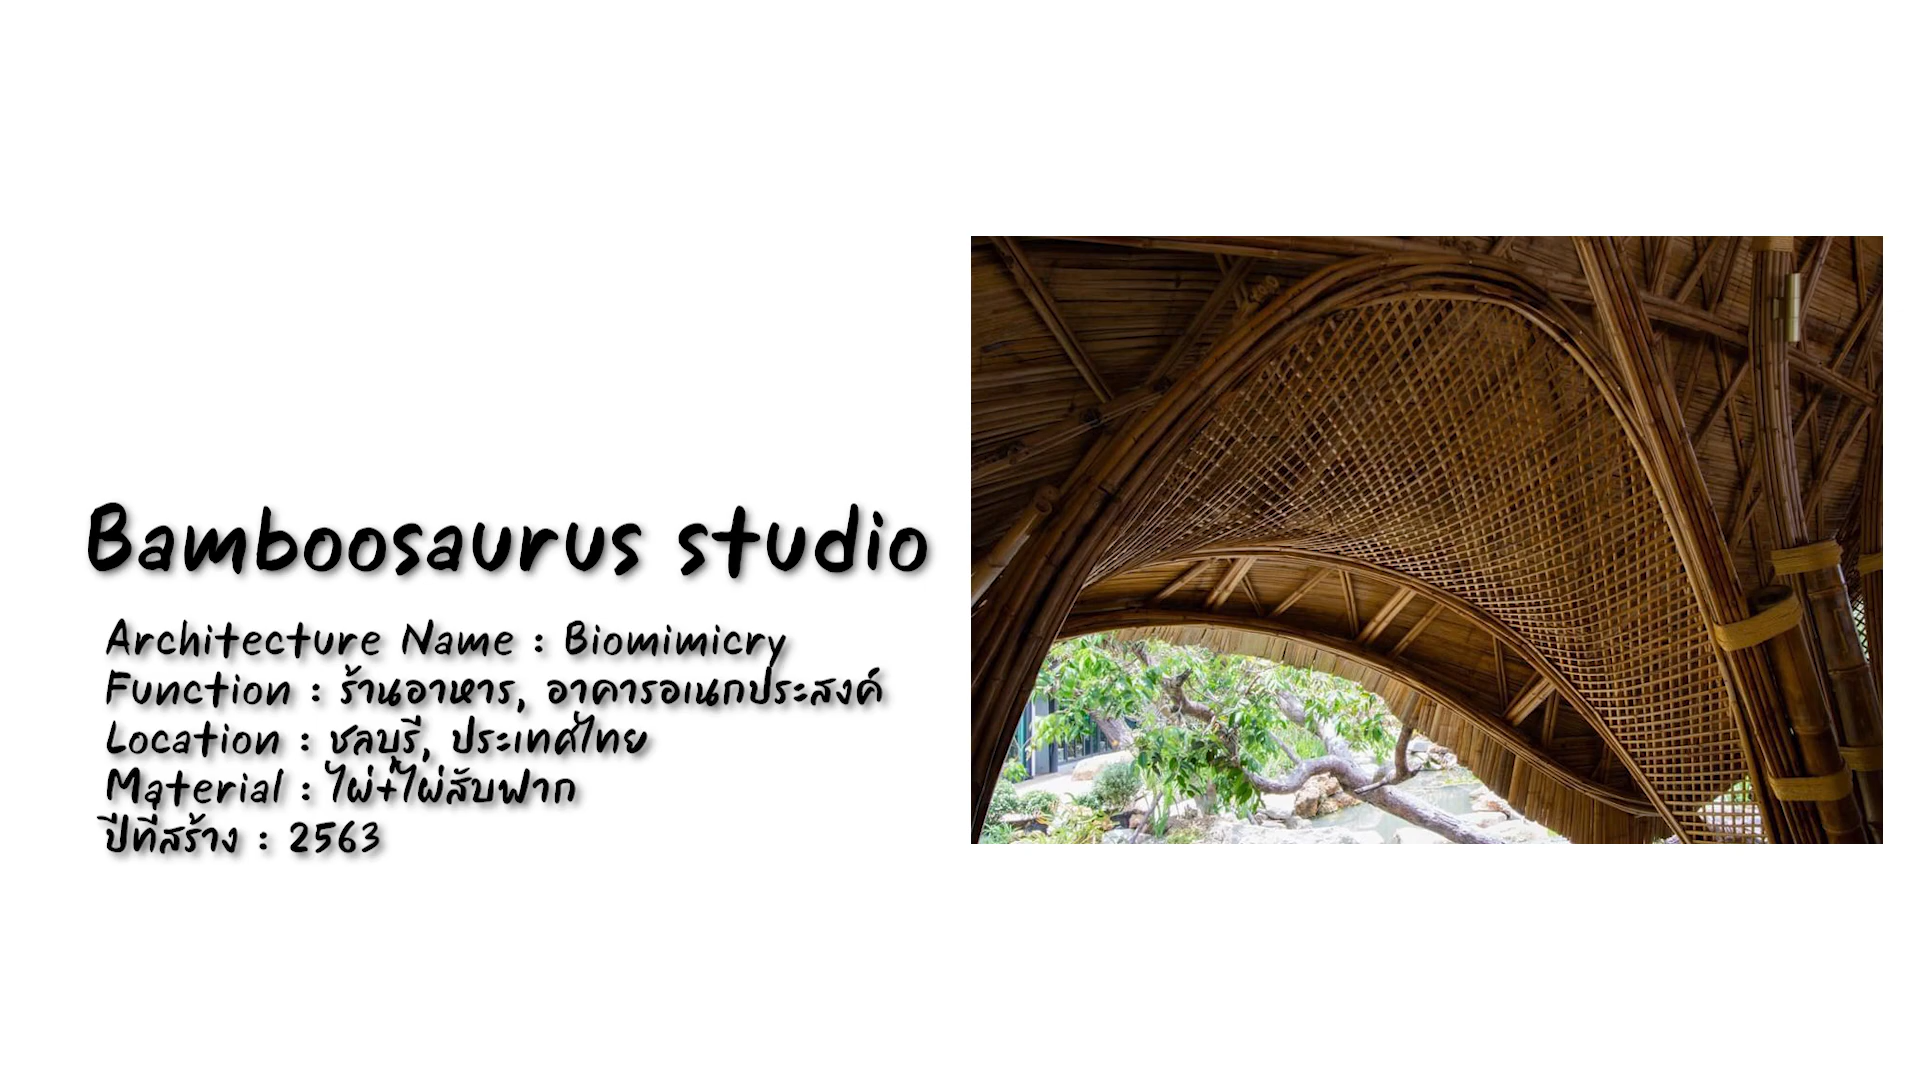 Bamboosaurus studio
Architecture Name : Biomimicry
Function : ร้านอาหาร, อาคารอเนกประสงค์
Location : ชลบุรี, ประเทศไทย
Material : ไผ่+ไผ่สับฟาก
ปีที่สร้าง : 2563